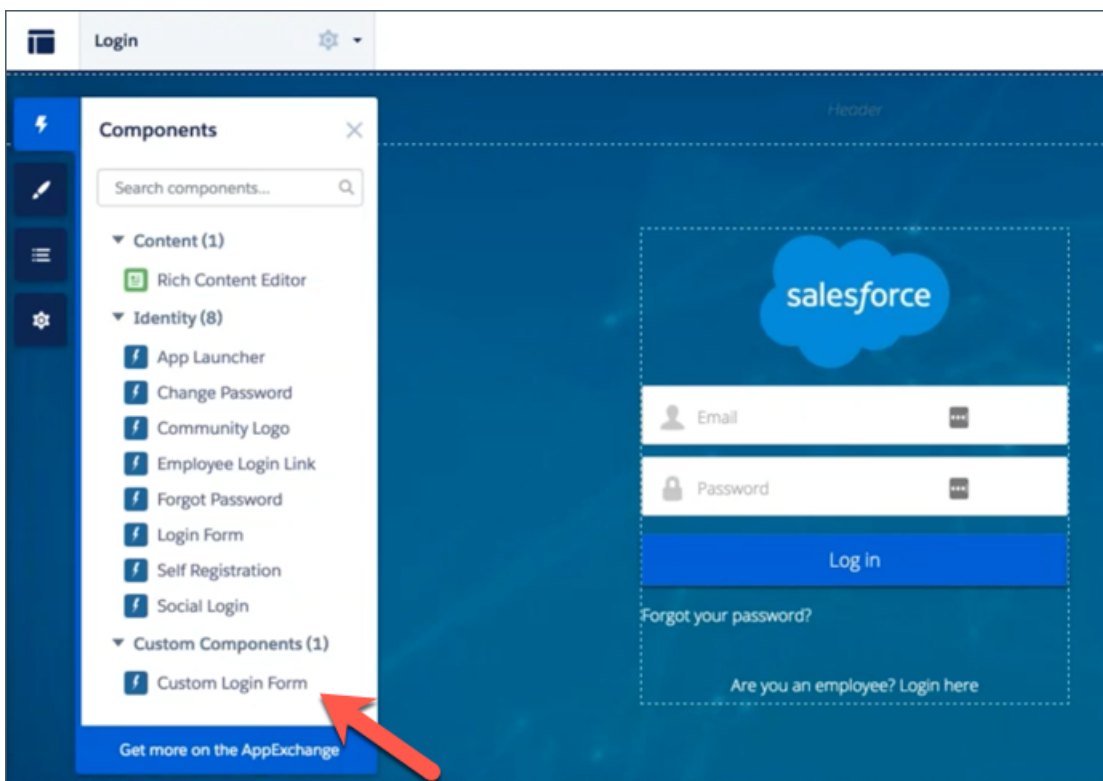 Login
Header
Components
Search components...
Content (1)
Rich Content Editor
Identity (8)
App Launcher
Change Password
Community Logo
Employee Login Link
Forgot Password
Login Form
Self Registration
Social Login
Custom Components (1)
Custom Login Form
Get more on the AppExchange
salesforce
Email
Password
Log in
Forgot your password?
Are you an employee? Login here